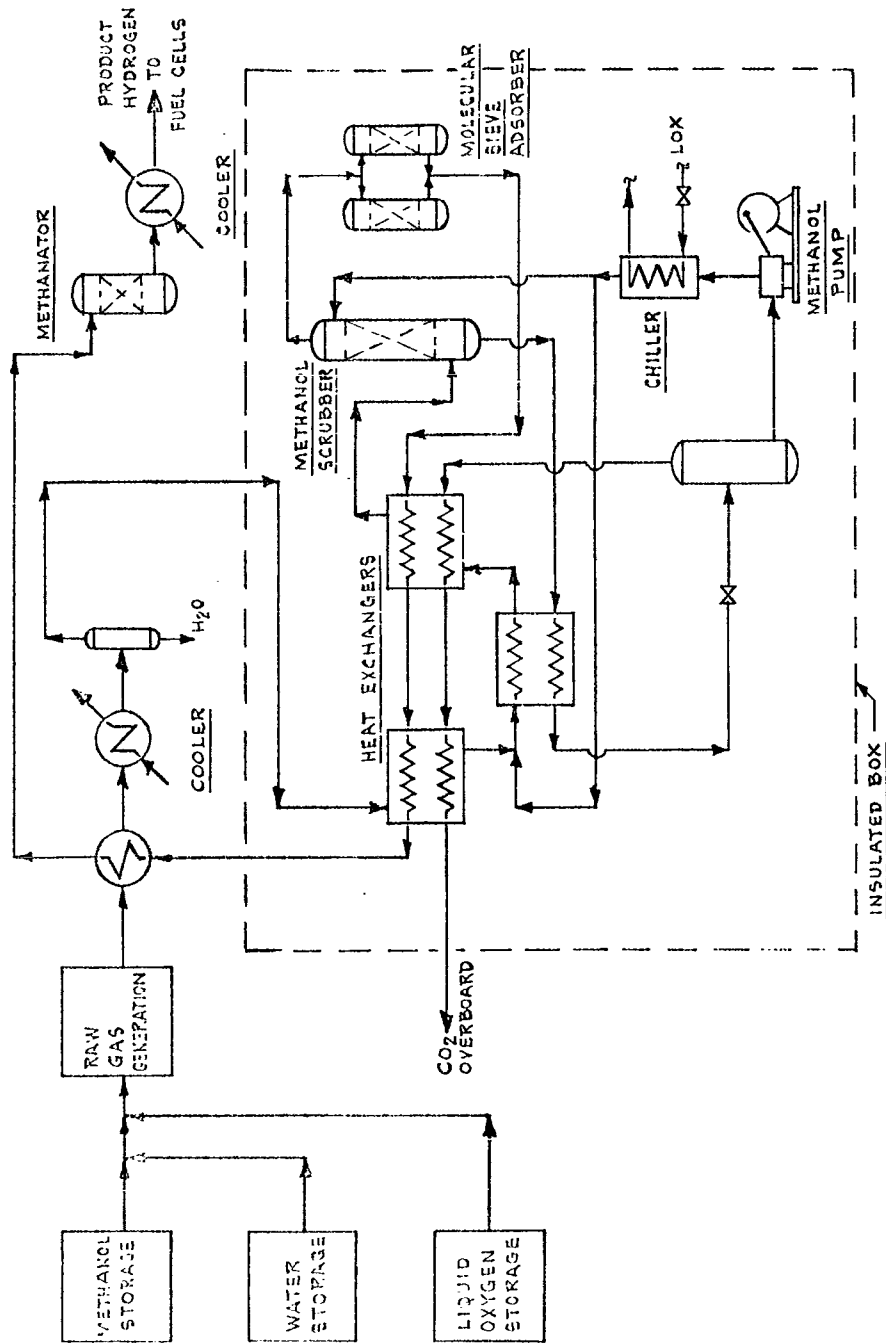 METHANOL
STORAGE
WATER
STORAGE
LIQUID
OXYGEN
STORAGE
RAW
GAS
GENERATION
COOLER
H2O
METHANATOR
COOLER
PRODUCT
HYDROGEN
TO
FUEL CELLS
CO2
OVERBOARD
HEAT EXCHANGERS
METHANOL
SCRUBBER
MOLECULAR
SIEVE
ADSORBER
CHILLER
LOX
METHANOL
PUMP
INSULATED BOX